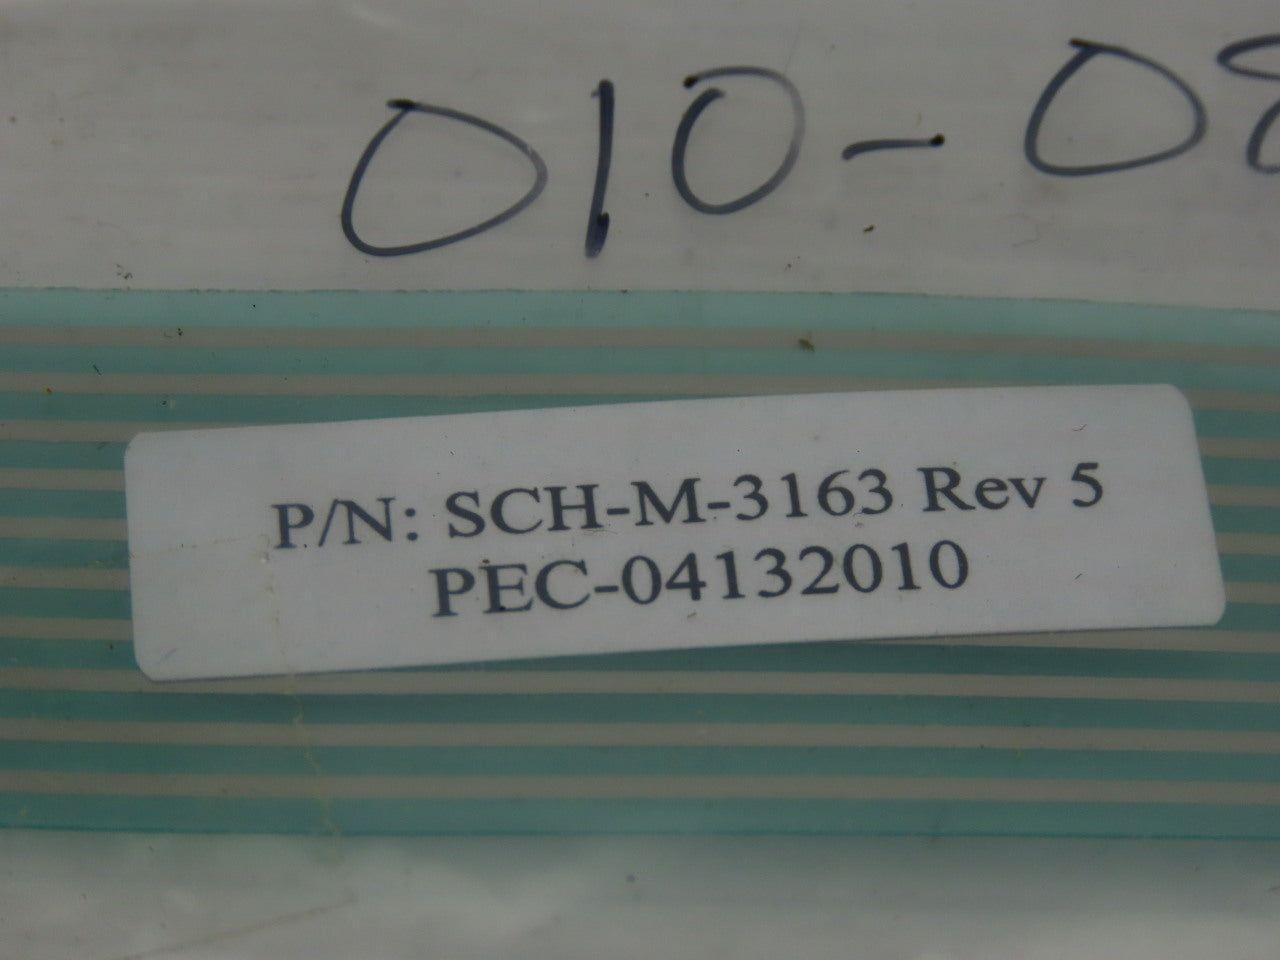 010-0
P/N: SCH-M-3163 Rev 5
PEC-04132010